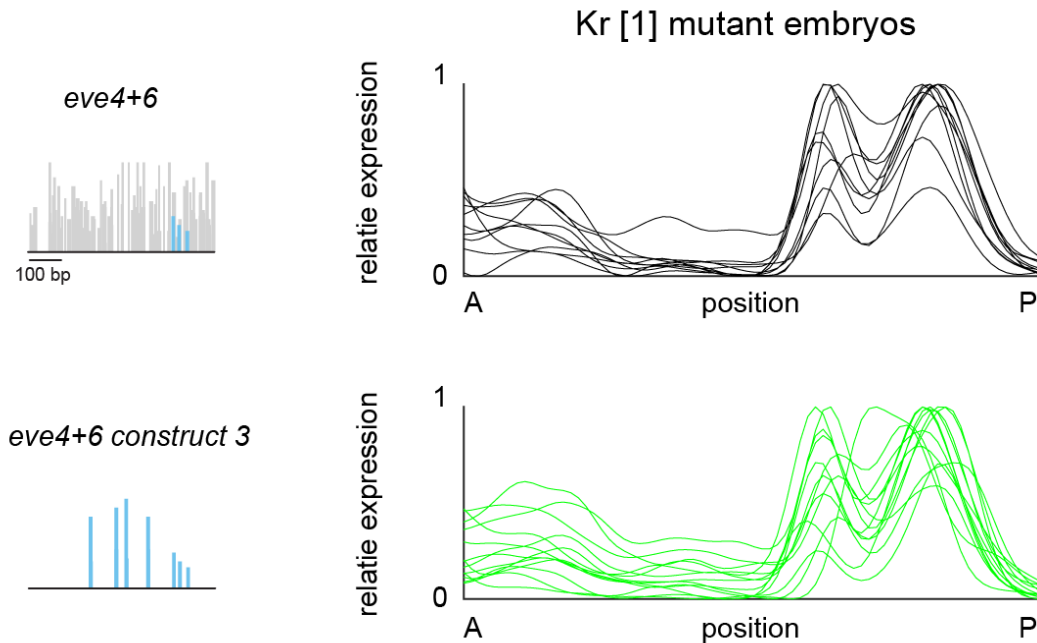 Kr [1] mutant embryos
eve4+6
100 bp
relatie expression
1
0
A
position
P
eve4+6 construct 3
relatie expression
1
0
A
position
P